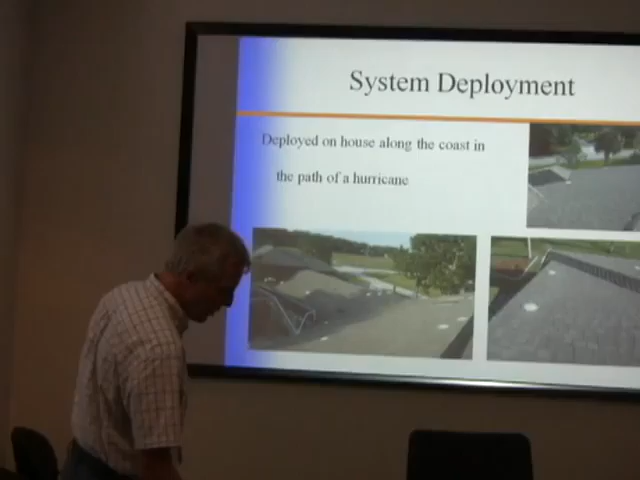 System Deployment
Deployed on house along the coast in
the path of a hurricane